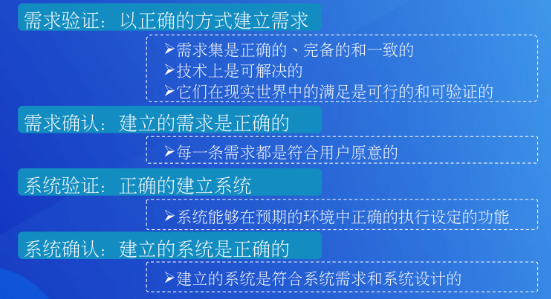 需求验证：以正确的方式建立需求
➢需求集是正确的、完备的和一致的
➢技术上是可解决的
➢它们在现实世界中的满足是可行的和可验证的
需求确认：建立的需求是正确的
➢每一条需求都是符合用户原意的
系统验证：正确的建立系统
➢系统能够在预期的环境中正确的执行设定的功能
系统确认：建立的系统是正确的
➢建立的系统是符合系统需求和系统设计的